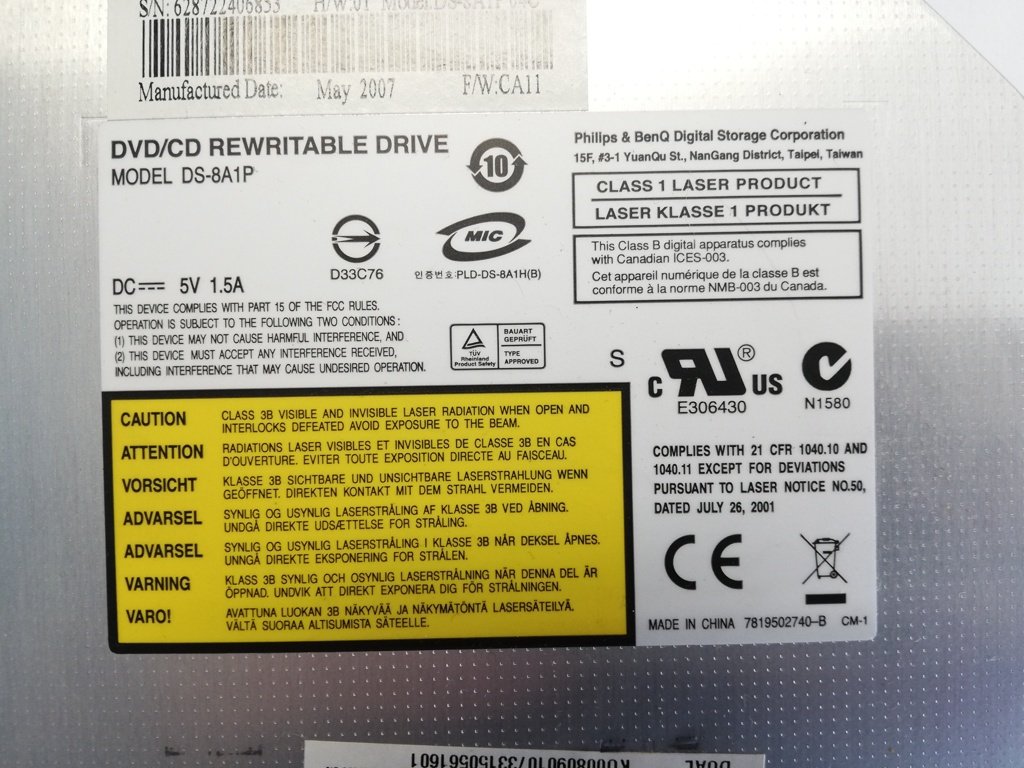 S/N: 628722406853 H/W:01 Model:DS-8A1P
Manufactured Date: May 2007 F/W:CA11
DVD/CD REWRITABLE DRIVE
MODEL DS-8A1P
10
Philips & BenQ Digital Storage Corporation
15F, #3-1 YuanQu St., NanGang District, Taipei, Taiwan
CLASS 1 LASER PRODUCT
LASER KLASSE 1 PRODUKT
D33C76
MIC
인증번호:PLD-DS-8A1H(B)
This Class B digital apparatus complies
with Canadian ICES-003.
Cet appareil numérique de la classe B est
conforme à la norme NMB-003 du Canada.
DC 5V 1.5A
THIS DEVICE COMPLIES WITH PART 15 OF THE FCC RULES.
OPERATION IS SUBJECT TO THE FOLLOWING TWO CONDITIONS :
(1) THIS DEVICE MAY NOT CAUSE HARMFUL INTERFERENCE, AND
(2) THIS DEVICE MUST ACCEPT ANY INTERFERENCE RECEIVED,
INCLUDING INTERFERENCE THAT MAY CAUSE UNDESIRED OPERATION.
TÜV
Rheinland
Product Safety
BAUART
GEPRÜFT
TYPE
APPROVED
S
C RU ® US
E306430
N1580
CAUTION CLASS 3B VISIBLE AND INVISIBLE LASER RADIATION WHEN OPEN AND
INTERLOCKS DEFEATED AVOID EXPOSURE TO THE BEAM.
ATTENTION RADIATIONS LASER VISIBLES ET INVISIBLES DE CLASSE 3B EN CAS
D'OUVERTURE. EVITER TOUTE EXPOSITION DIRECTE AU FAISCEAU.
VORSICHT KLASSE 3B SICHTBARE UND UNSICHTBARE LASERSTRAHLUNG WENN
GEÖFFNET. DIREKTEN KONTAKT MIT DEM STRAHL VERMEIDEN.
ADVARSEL SYNLIG OG USYNLIG LASERSTRÅLING AF KLASSE 3B VED ÅBNING.
UNDGÅ DIREKTE UDSÆTTELSE FOR STRÅLING.
ADVARSEL SYNLIG OG USYNLIG LASERSTRÅLING I KLASSE 3B NÅR DEKSEL ÅPNES.
UNNGÅ DIREKTE EKSPONERING FOR STRÅLEN.
VARNING KLASS 3B SYNLIG OCH OSYNLIG LASERSTRÅLNING NÄR DENNA DEL ÄR
ÖPPNAD. UNDVIK ATT DIREKT EXPONERA DIG FÖR STRÅLNINGEN.
VARO! AVATTUNA LUOKAN 3B NÄKYVÄÄ JA NÄKYMÄTÖNTÄ LASERSÄTEILYÄ.
VÄLTÄ SUORAA ALTISUMISTA SÄTEELLE.
COMPLIES WITH 21 CFR 1040.10 AND
1040.11 EXCEPT FOR DEVIATIONS
PURSUANT TO LASER NOTICE NO.50,
DATED JULY 26, 2001
CE
MADE IN CHINA 7819502740-B CM-1
DUAL